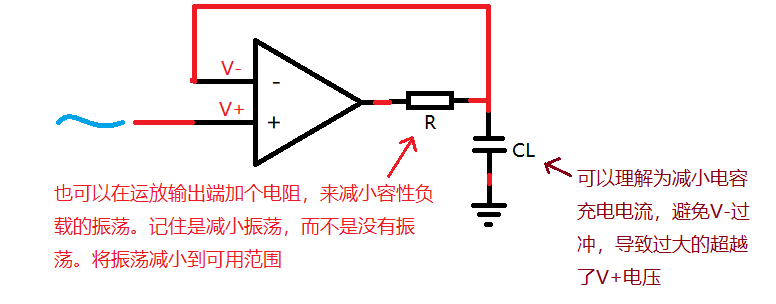 V-
-
V+
+
R
CL
也可以在运放输出端加个电阻，来减小容性负
载的振荡。记住是减小振荡，而不是没有振
荡。将振荡减小到可用范围
可以理解为减小电容
充电电流，避免V-过
冲，导致过大的超越
了V+电压